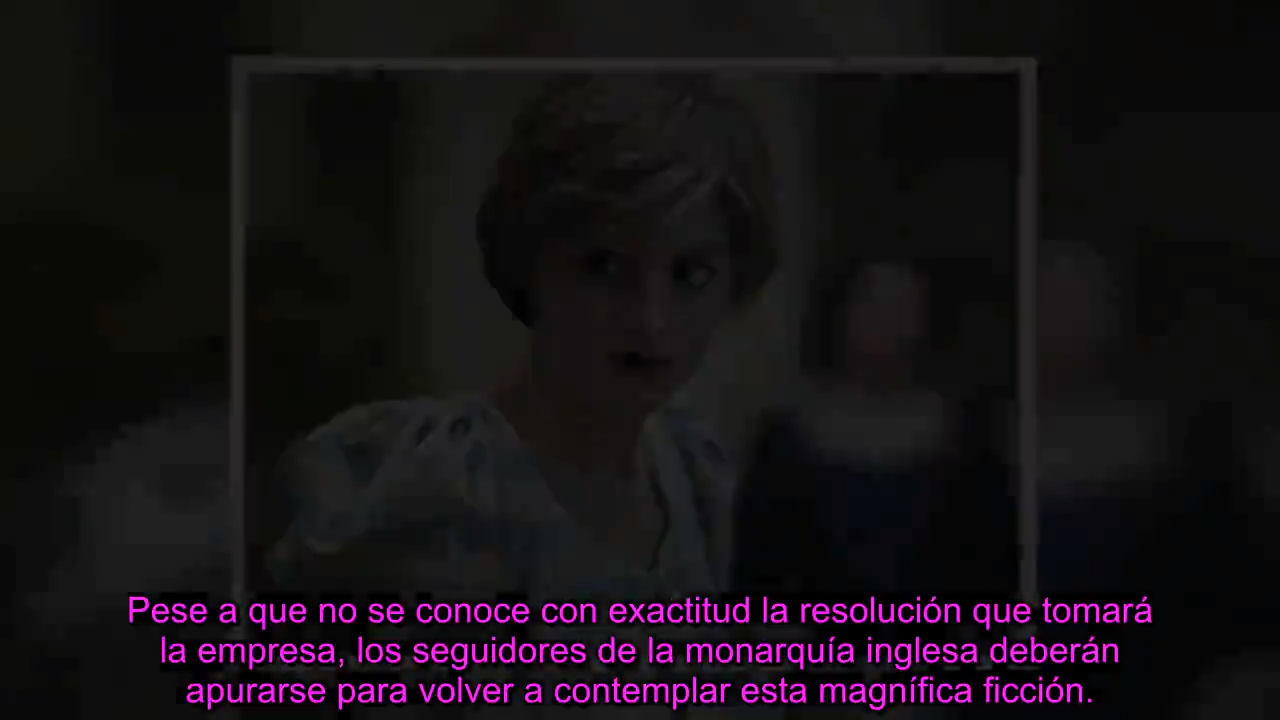 Pese a que no se conoce con exactitud la resolución que tomará
la empresa, los seguidores de la monarquía inglesa deberán
apurarse para volver a contemplar esta magnífica ficción.